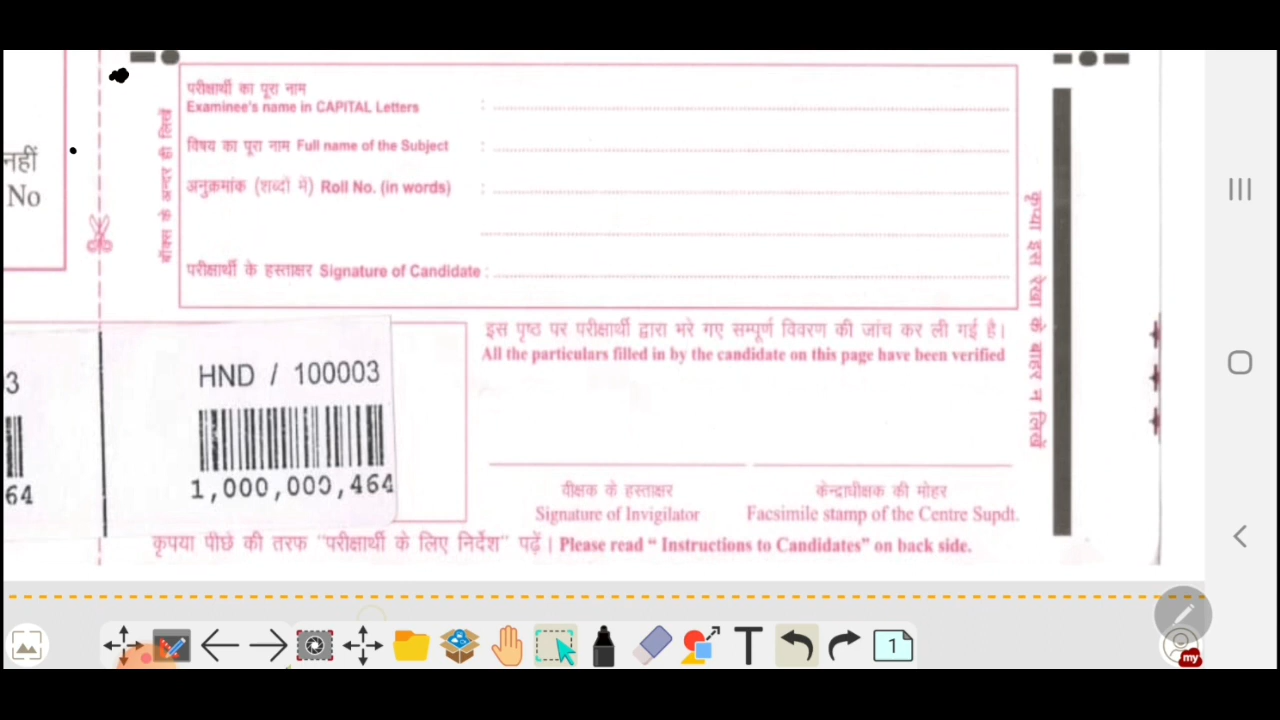 परीक्षार्थी का पूरा नाम
Examinee's name in CAPITAL Letters :
विषय का पूरा नाम Full name of the Subject :
अनुक्रमांक (शब्दों में) Roll No. (in words) :
परीक्षार्थी के हस्ताक्षर Signature of Candidate :
बॉक्स के अन्दर ही लिखें
नहीं
No
कृप्या इस रेखा के बाहर न लिखें
इस पृष्ठ पर परीक्षार्थी द्वारा भरे गए सम्पूर्ण विवरण की जांच कर ली गई है।
All the particulars filled in by the candidate on this page have been verified
3
64
HND / 100003
1,000,000,464
वीक्षक के हस्ताक्षर
Signature of Invigilator
केन्द्राधीक्षक की मोहर
Facsimile stamp of the Centre Supdt.
कृपया पीछे की तरफ "परीक्षार्थी के लिए निर्देश" पढ़ें | Please read “ Instructions to Candidates” on back side.
T
1
my